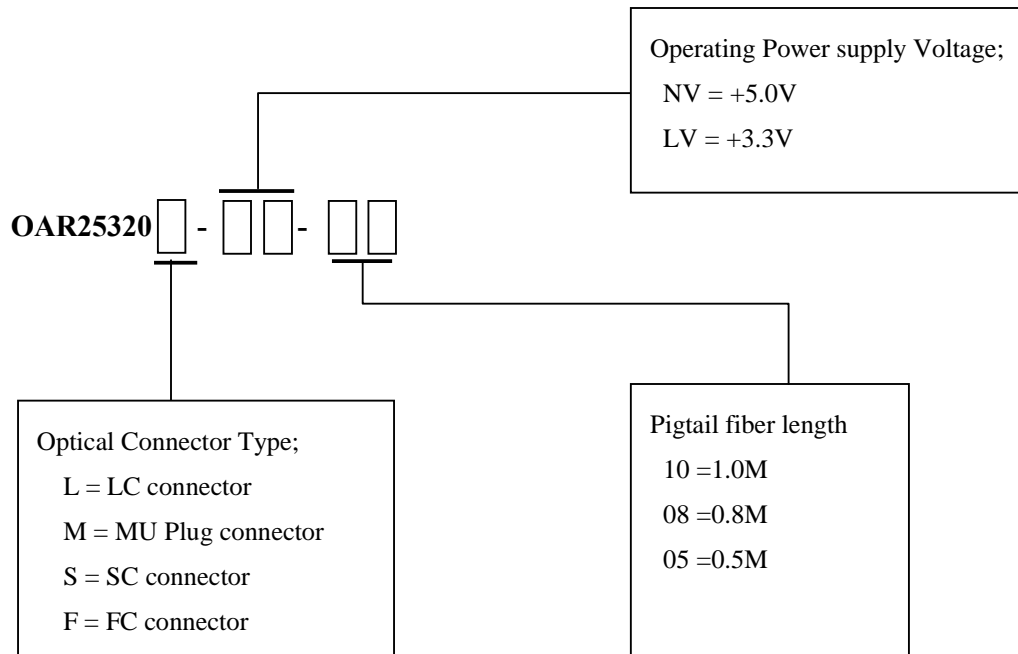 Operating Power supply Voltage;
NV = +5.0V
LV = +3.3V
OAR25320 - -
Optical Connector Type;
L = LC connector
M = MU Plug connector
S = SC connector
F = FC connector
Pigtail fiber length
10 =1.0M
08 =0.8M
05 =0.5M